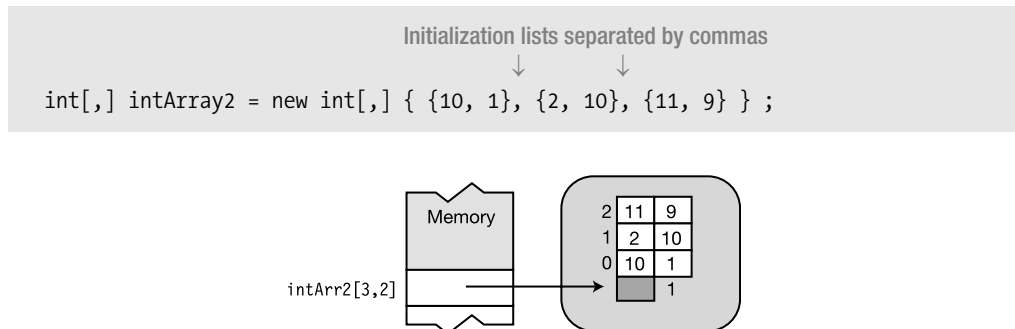 Initialization lists separated by commas
↓ ↓
int[,] intArray2 = new int[,] { {10, 1}, {2, 10}, {11, 9} } ;
Memory
2 11 9
1 2 10
0 10 1
intArr2[3,2]
1